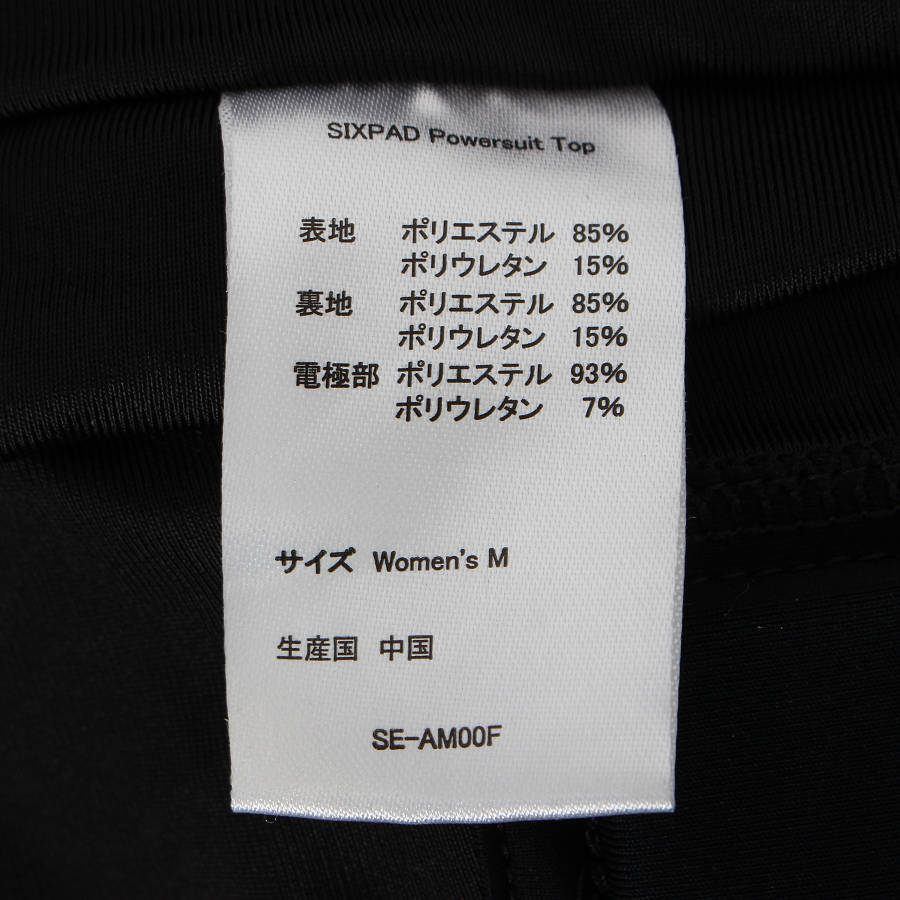 SIXPAD Powersuit Top
表地 ポリエステル 85%
ポリウレタン 15%
裏地 ポリエステル 85%
ポリウレタン 15%
電極部 ポリエステル 93%
ポリウレタン 7%
サイズ Women's M
生産国 中国
SE-AM00F